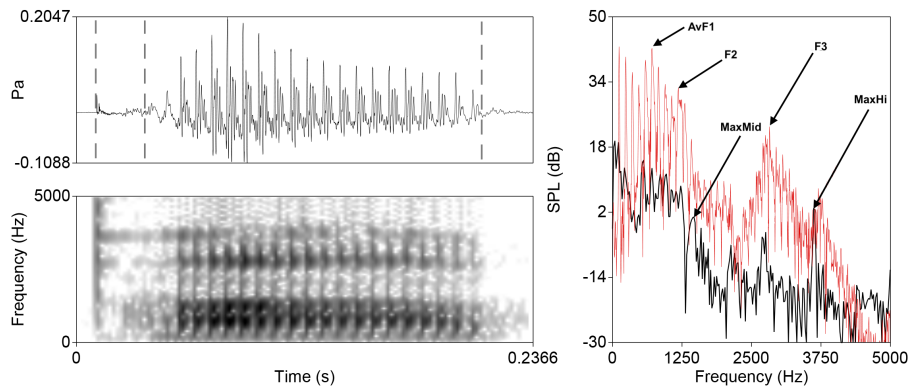 0.2047
Pa
-0.1088
5000
Frequency (Hz)
0
0
Time (s)
0.2366
50
34
18
2
-14
-30
SPL (dB)
AvF1
F2
F3
MaxMid
MaxHi
0
1250
2500
3750
5000
Frequency (Hz)